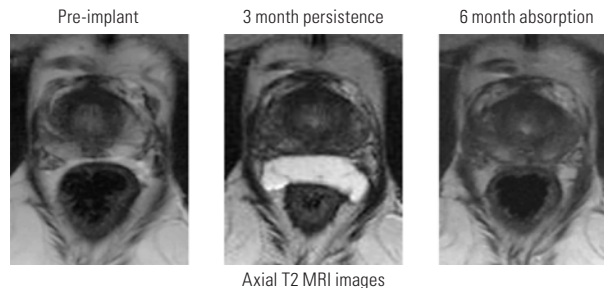 Pre-implant
3 month persistence
6 month absorption
Axial T2 MRI images